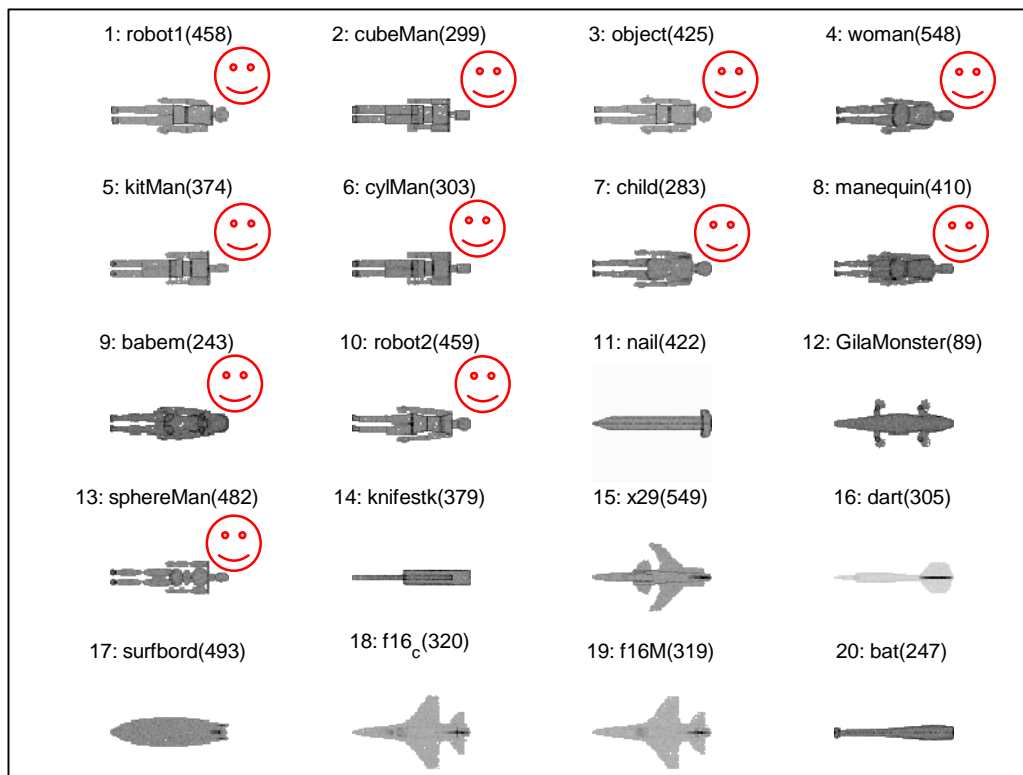 1: robot1(458)
2: cubeMan(299)
3: object(425)
4: woman(548)
5: kitMan(374)
6: cylMan(303)
7: child(283)
8: manequin(410)
9: babem(243)
10: robot2(459)
11: nail(422)
12: GilaMonster(89)
13: sphereMan(482)
14: knifestk(379)
15: x29(549)
16: dart(305)
17: surfbord(493)
18: f16c(320)
19: f16M(319)
20: bat(247)